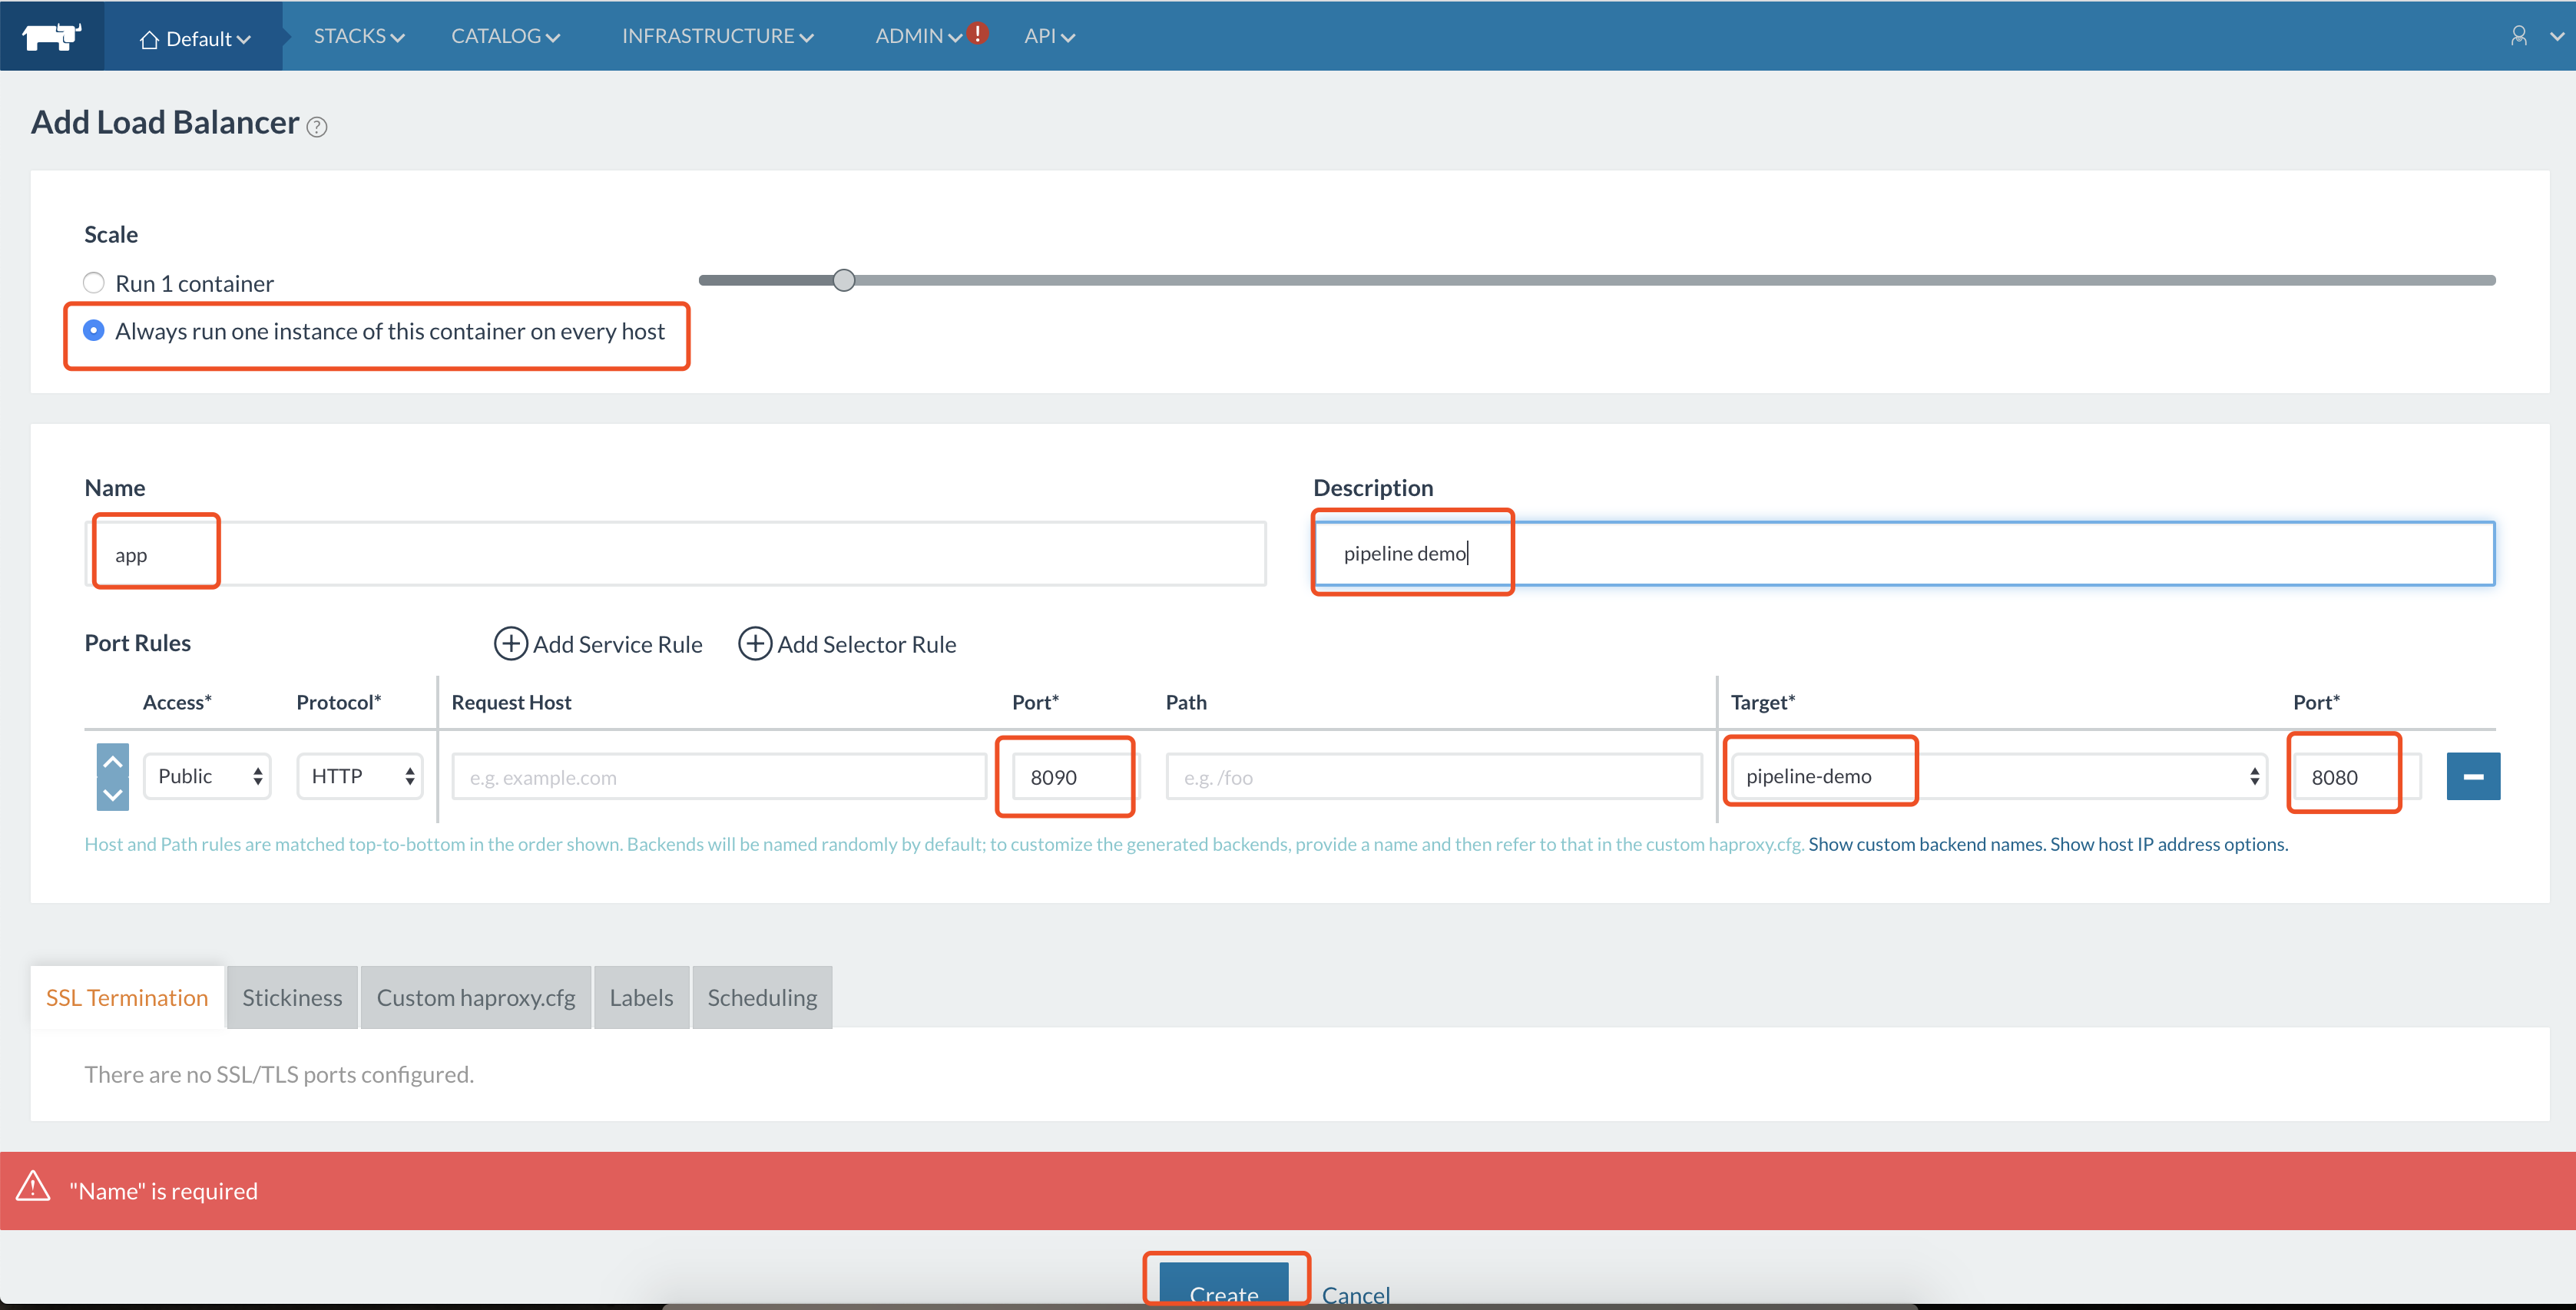 Default STACKS CATALOG INFRASTRUCTURE ADMIN ! API
Add Load Balancer ?
Scale
Run 1 container
Always run one instance of this container on every host
Name Description
app pipeline demo
Port Rules Add Service Rule Add Selector Rule
Access* Protocol* Request Host Port* Path Target* Port*
Public HTTP e.g. example.com 8090 e.g. /foo pipeline-demo 8080
Host and Path rules are matched top-to-bottom in the order shown. Backends will be named randomly by default; to customize the generated backends, provide a name and then refer to that in the custom haproxy.cfg. Show custom backend names. Show host IP address options.
SSL Termination Stickiness Custom haproxy.cfg Labels Scheduling
There are no SSL/TLS ports configured.
"Name" is required
Create Cancel